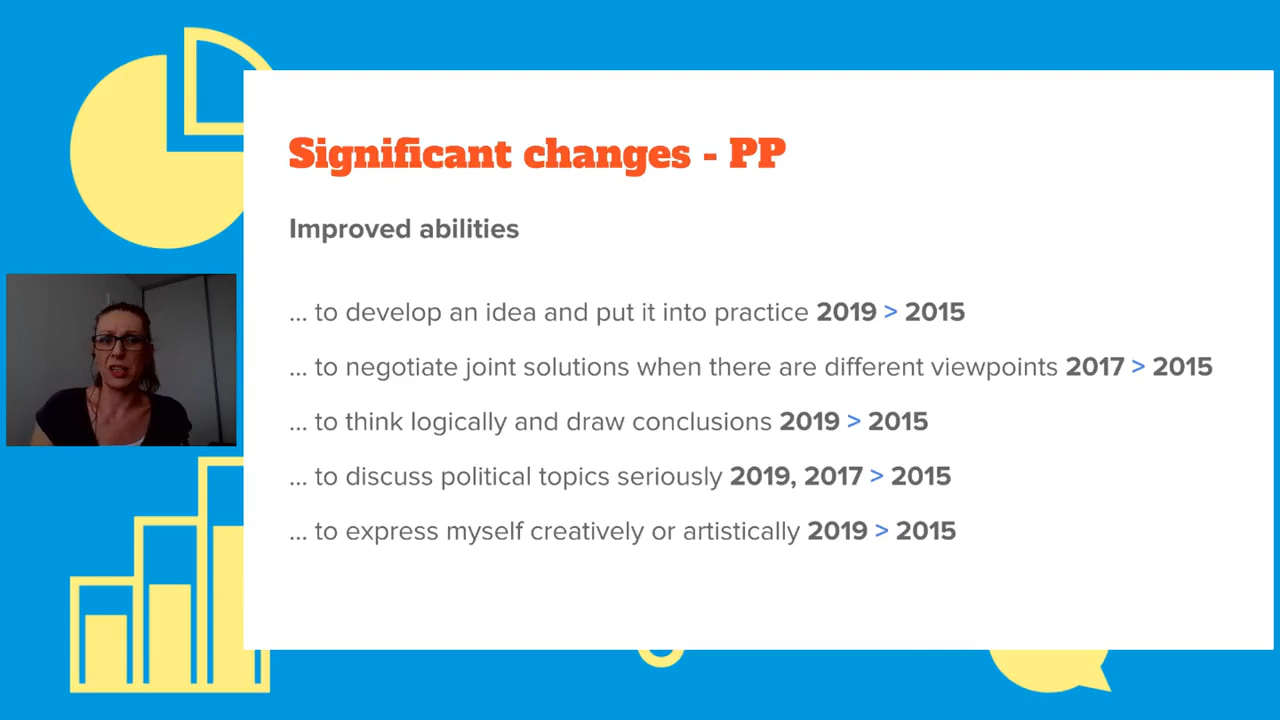 Significant changes - PP
Improved abilities
... to develop an idea and put it into practice 2019 > 2015
... to negotiate joint solutions when there are different viewpoints 2017 > 2015
... to think logically and draw conclusions 2019 > 2015
... to discuss political topics seriously 2019, 2017 > 2015
... to express myself creatively or artistically 2019 > 2015